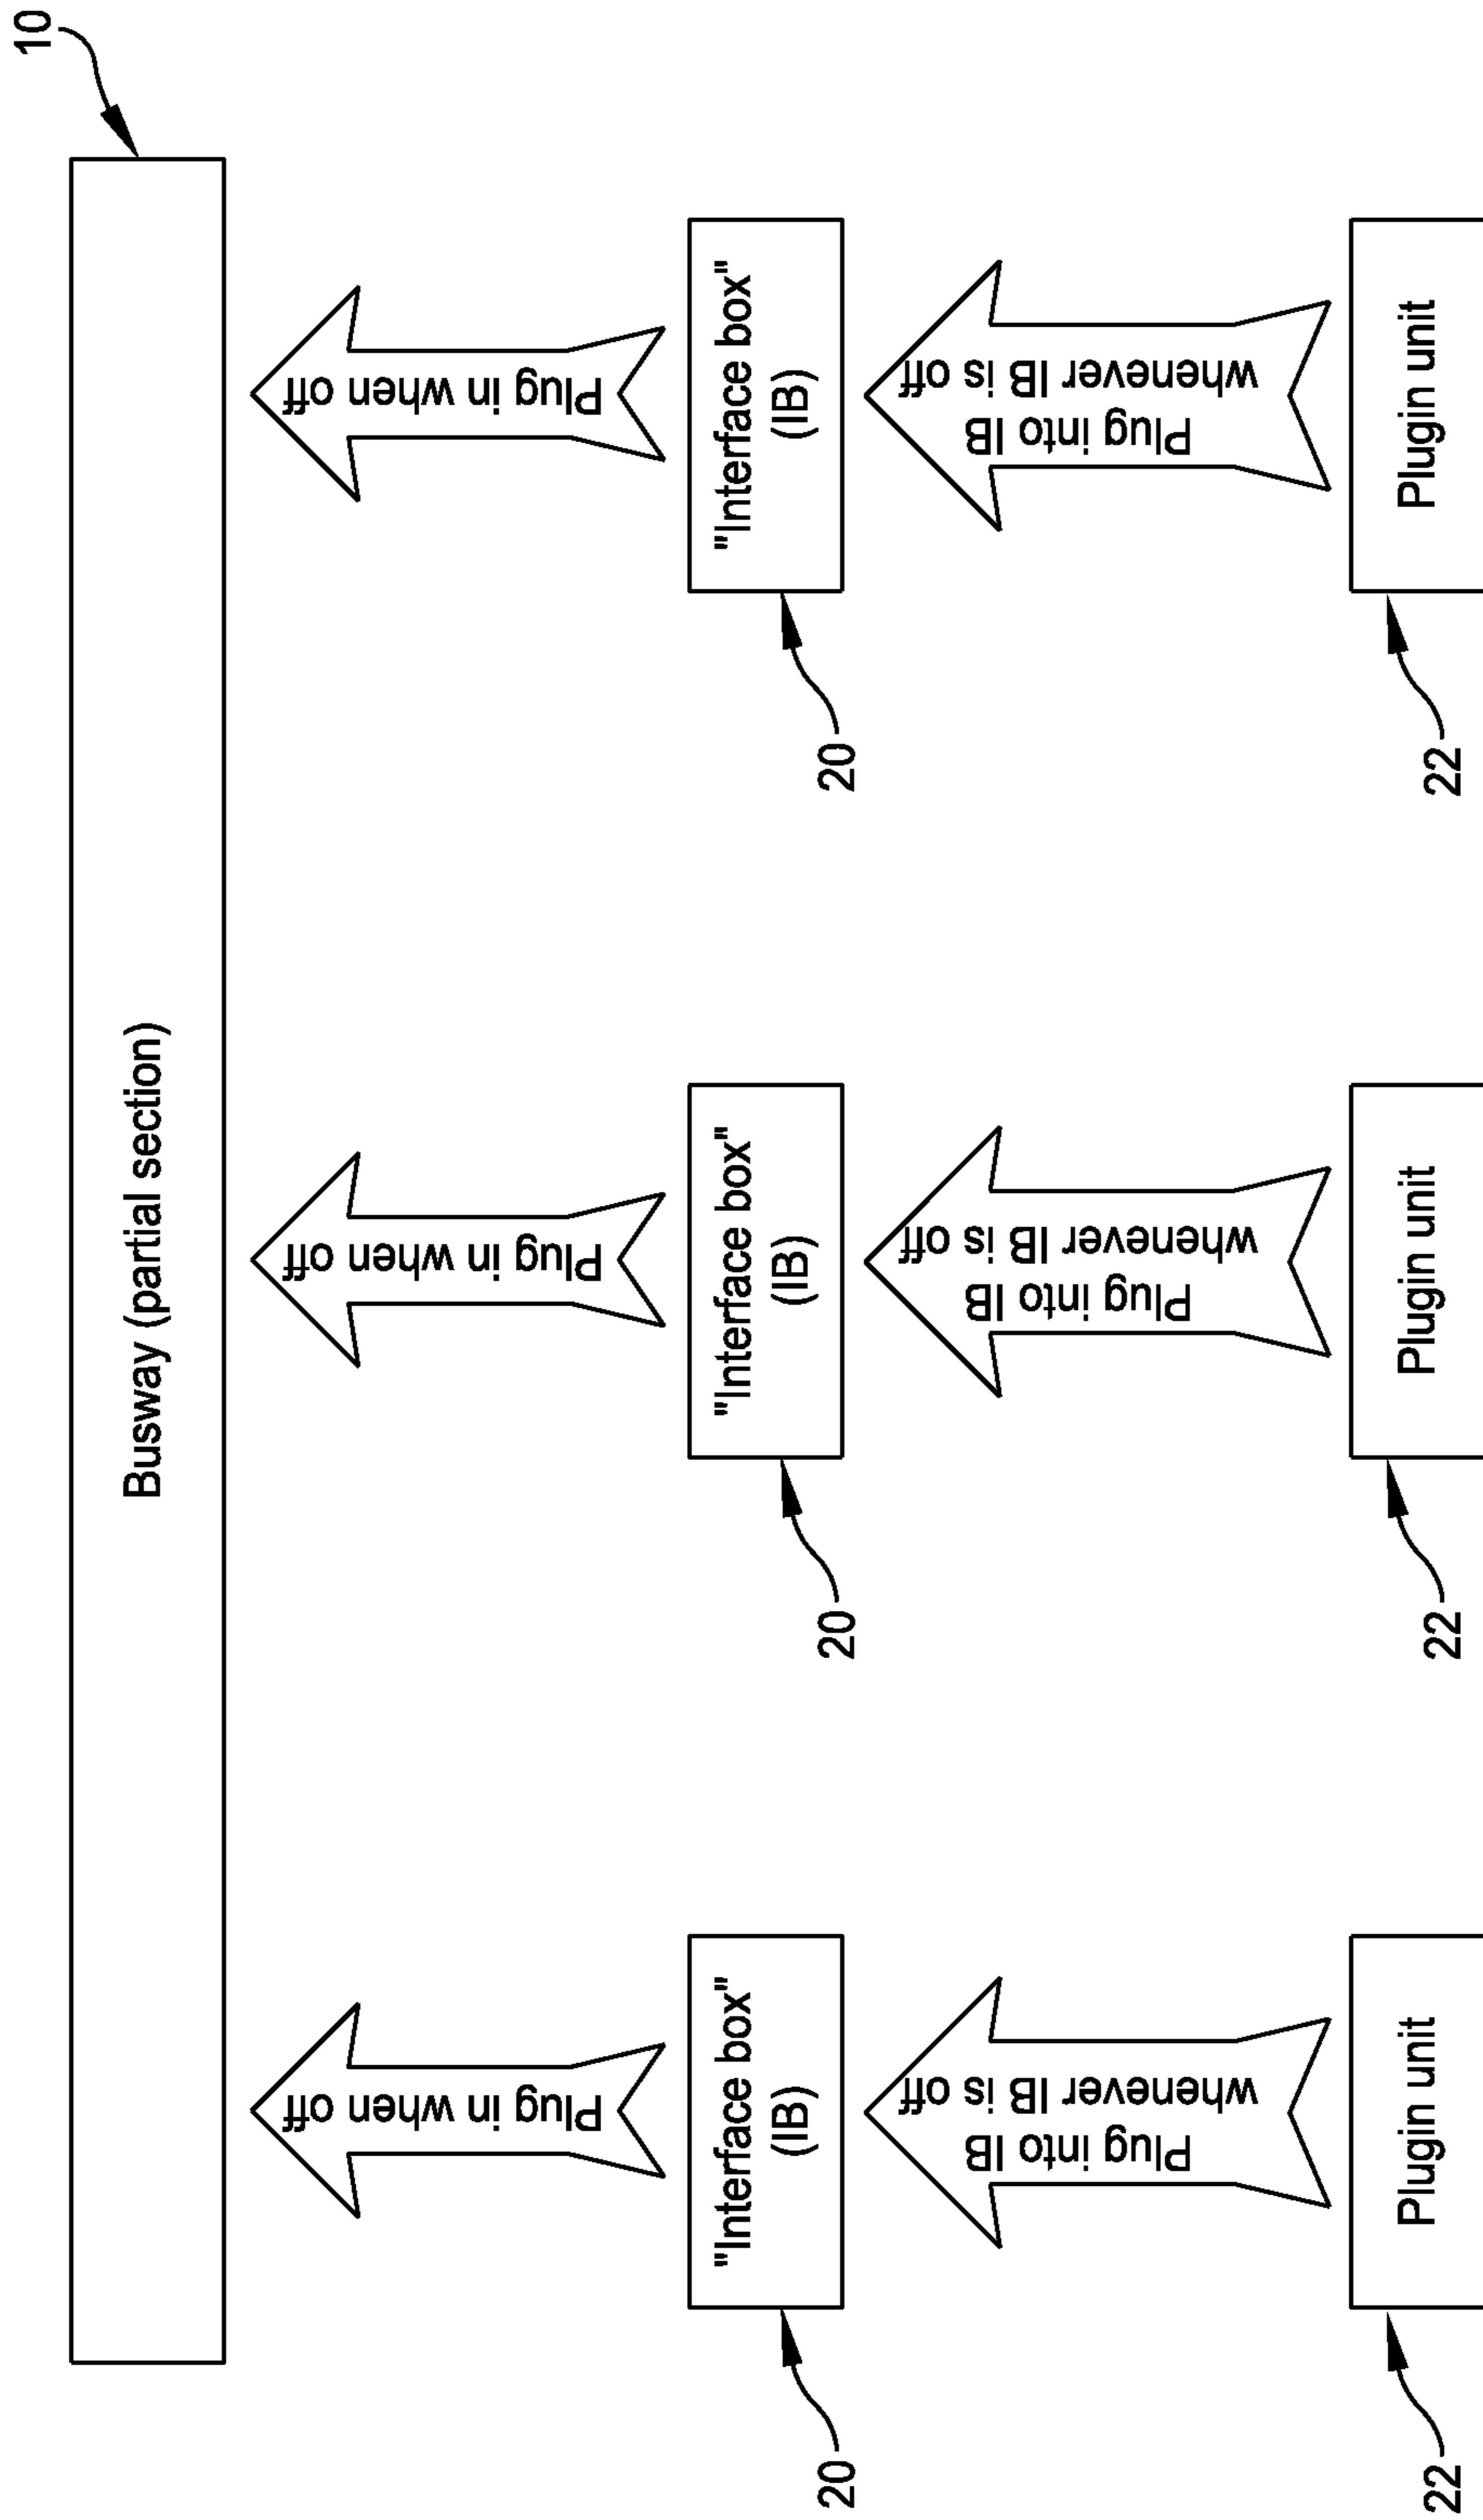 10
Busway (partial section)
Plug in when off
Plug in when off
Plug in when off
"Interface box"
(IB)
20
"Interface box"
(IB)
20
"Interface box"
(IB)
20
Plug into IB
whenever IB is off
Plug into IB
whenever IB is off
Plug into IB
whenever IB is off
Plugin unit
22
Plugin unit
22
Plugin unit
22